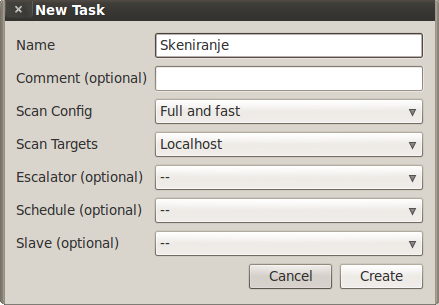 New Task
Name Skeniranje
Comment (optional)
Scan Config Full and fast
Scan Targets Localhost
Escalator (optional) --
Schedule (optional) --
Slave (optional) --
Cancel Create